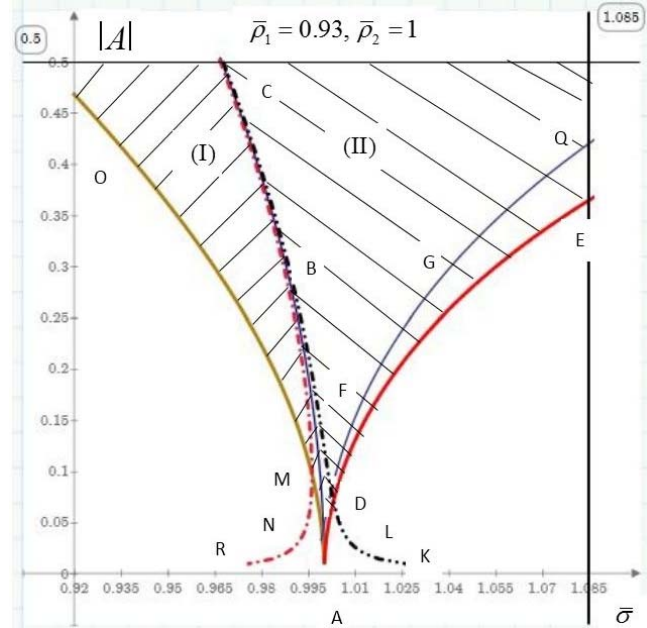 0.5
|A|
ρ̄₁ = 0.93, ρ̄₂ = 1
1.085
0.5
C
Q
0.45
(I)
(II)
0.4
O
0.35
E
0.3
B
G
0.25
0.2
F
0.15
0.1
M
D
0.05
N
L
R
K
0
0.92 0.935 0.95 0.965 0.98 0.995 1.01 1.025 1.04 1.055 1.07 1.085
A
σ̄